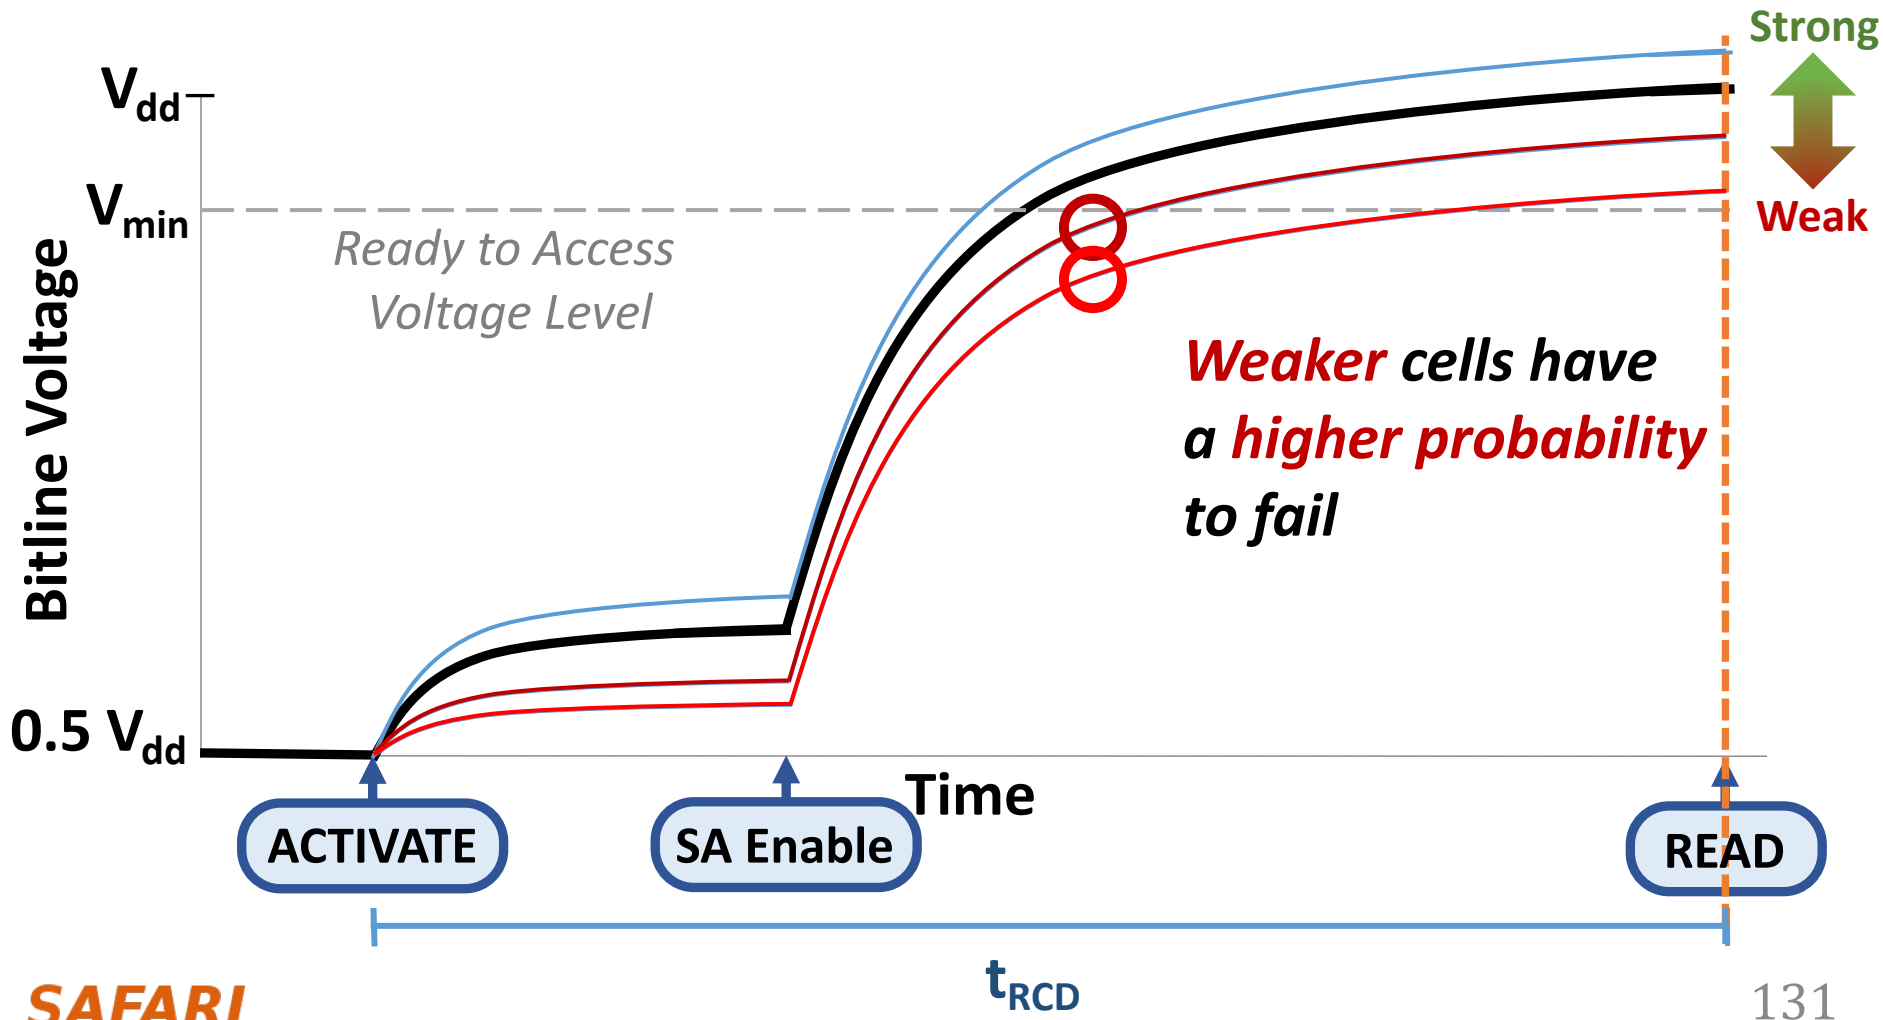 Strong
Vdd
Vmin
Weak
Ready to Access
Voltage Level
Bitline Voltage
Weaker cells have
a higher probability
to fail
0.5 Vdd
Time
ACTIVATE
SA Enable
READ
tRCD
SAFARI
131